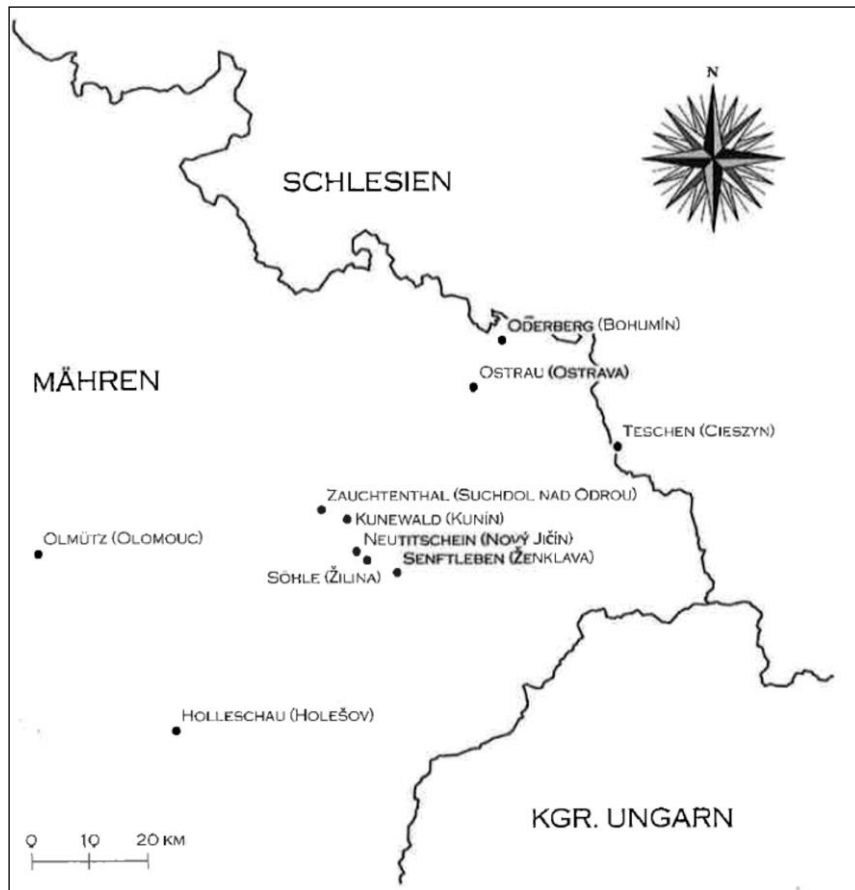 N
SCHLESIEN
ODERBERG (BOHUMÍN)
MÄHREN
OSTRAU (OSTRAVA)
TESCHEN (CIESZYN)
ZAUCHTENTHAL (SUCHDOL NAD ODROU)
KUNEWALD (KUNÍN)
OLMÜTZ (OLOMOUC)
NEUTITSCHEIN (NOVÝ JIČÍN)
SENFTLEBEN (ŽENKLAVA)
SÖHLE (ŽILINA)
HOLLESCHAU (HOLEŠOV)
KGR. UNGARN
0 10 20 KM